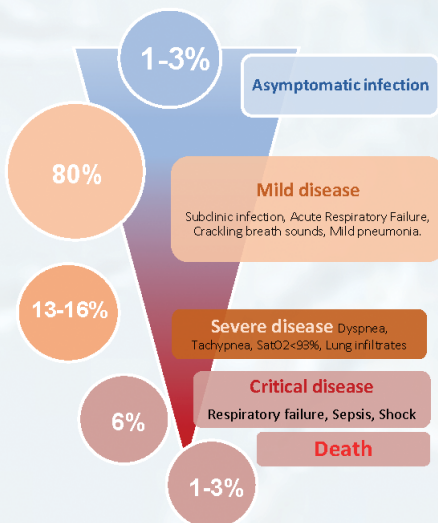 1-3%
Asymptomatic infection
80%
Mild disease
Subclinic infection, Acute Respiratory Failure,
Crackling breath sounds, Mild pneumonia.
13-16%
Severe disease Dyspnea,
Tachypnea, SatO2<93%, Lung infiltrates
Critical disease
Respiratory failure, Sepsis, Shock
6%
Death
1-3%